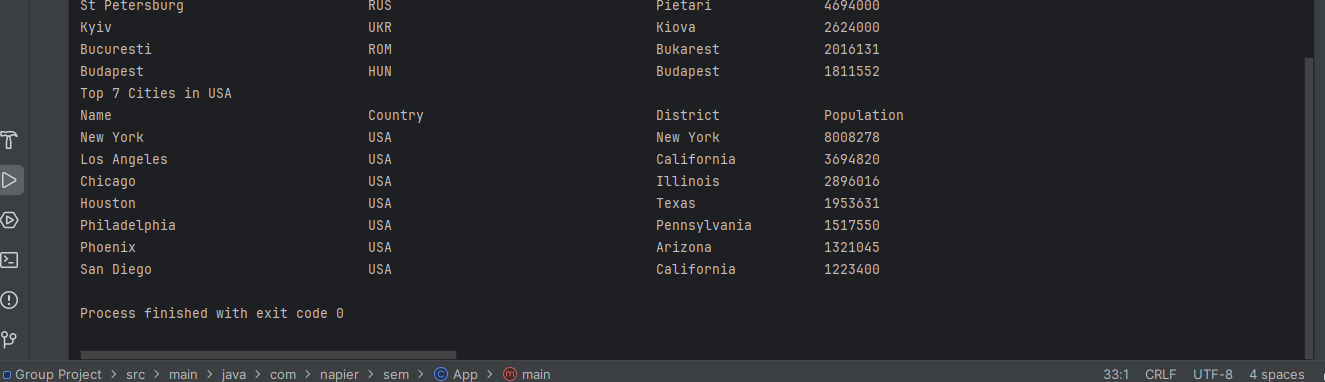 St Petersburg RUS Pietari 4694000
Kyiv UKR Kiova 2624000
Bucuresti ROM Bukarest 2016131
Budapest HUN Budapest 1811552
Top 7 Cities in USA
Name Country District Population
New York USA New York 8008278
Los Angeles USA California 3694820
Chicago USA Illinois 2896016
Houston USA Texas 1953631
Philadelphia USA Pennsylvania 1517550
Phoenix USA Arizona 1321045
San Diego USA California 1223400
Process finished with exit code 0
Group Project > src > main > java > com > napier > sem > App > main 33:1 CRLF UTF-8 4 spaces